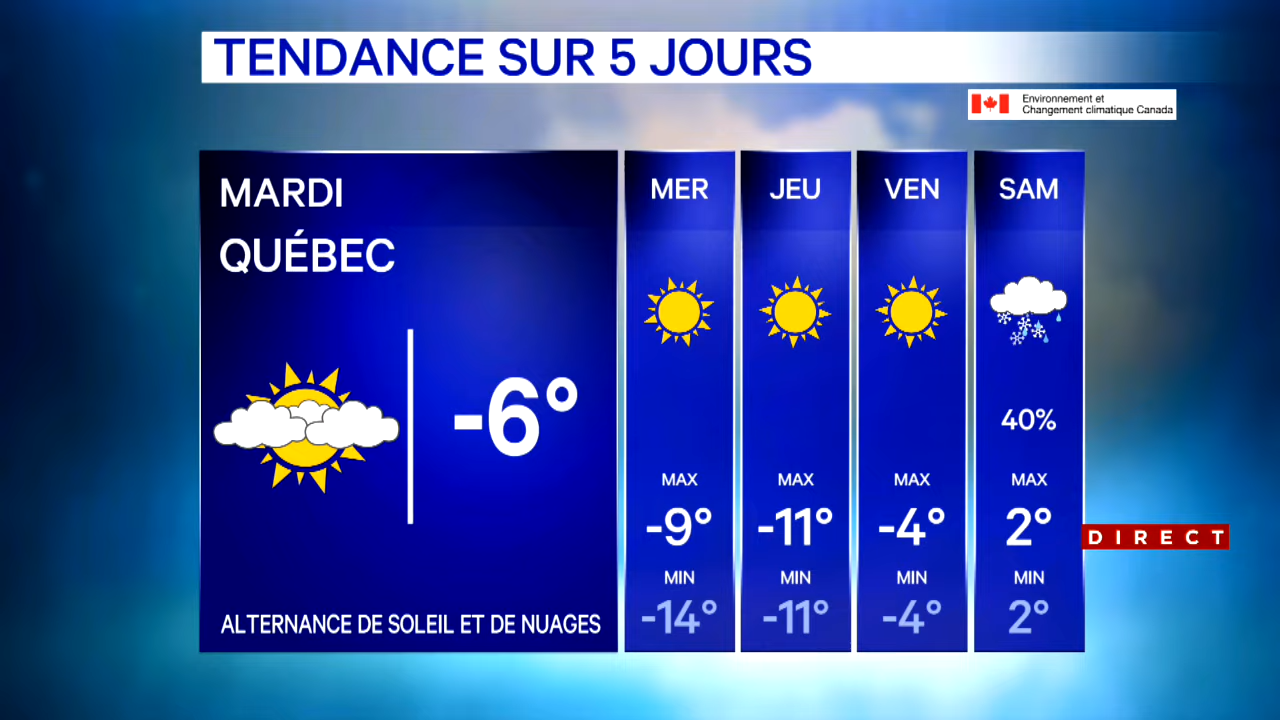 TENDANCE SUR 5 JOURS
Environnement et
Changement climatique Canada
MARDI
QUÉBEC
-6°
ALTERNANCE DE SOLEIL ET DE NUAGES
MER
MAX
-9°
MIN
-14°
JEU
MAX
-11°
MIN
-11°
VEN
MAX
-4°
MIN
-4°
SAM
40%
MAX
2°
MIN
2°
DIRECT